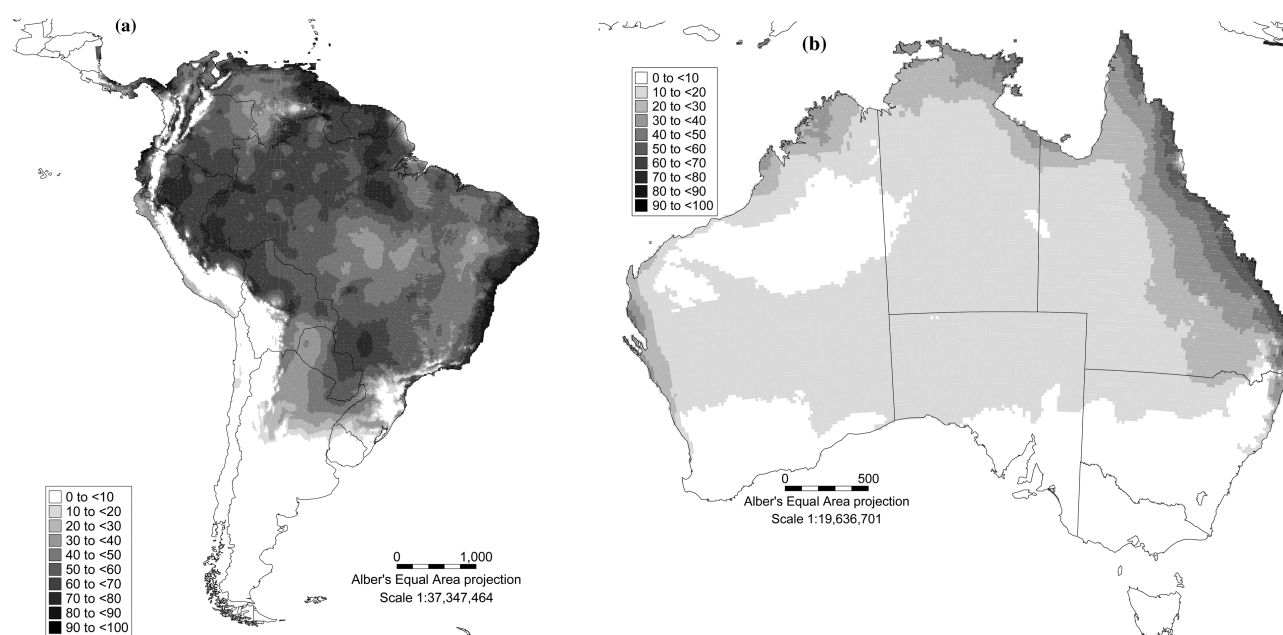 (a)
0 to <10
10 to <20
20 to <30
30 to <40
40 to <50
50 to <60
60 to <70
70 to <80
80 to <90
90 to <100
0 1,000
Alber's Equal Area projection
Scale 1:37,347,464
(b)
0 to <10
10 to <20
20 to <30
30 to <40
40 to <50
50 to <60
60 to <70
70 to <80
80 to <90
90 to <100
0 500
Alber's Equal Area projection
Scale 1:19,636,701